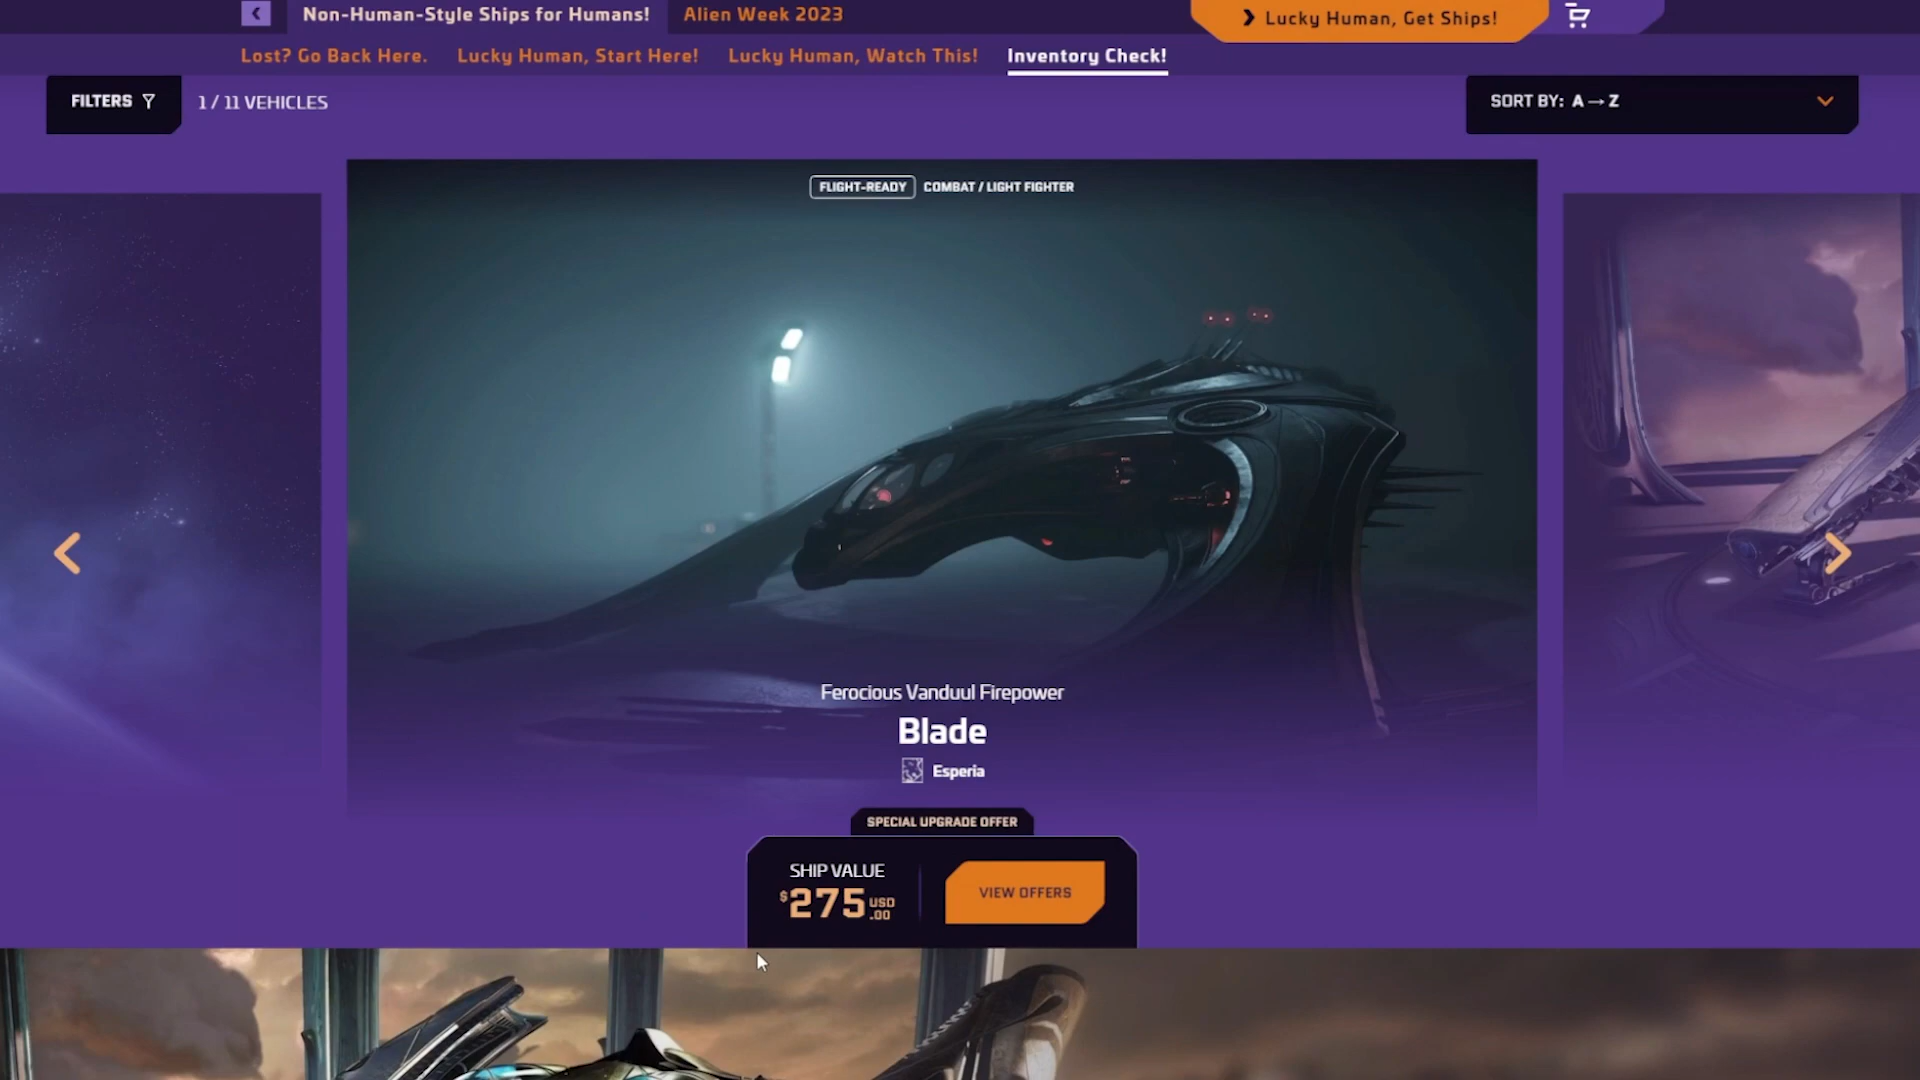 Non-Human-Style Ships for Humans!
Alien Week 2023
Lucky Human, Get Ships!
Lost? Go Back Here.
Lucky Human, Start Here!
Lucky Human, Watch This!
Inventory Check!
FILTERS
1 / 11 VEHICLES
SORT BY: A → Z
FLIGHT-READY
COMBAT / LIGHT FIGHTER
Ferocious Vanduul Firepower
Blade
Esperia
SPECIAL UPGRADE OFFER
SHIP VALUE
$275 USD .00
VIEW OFFERS